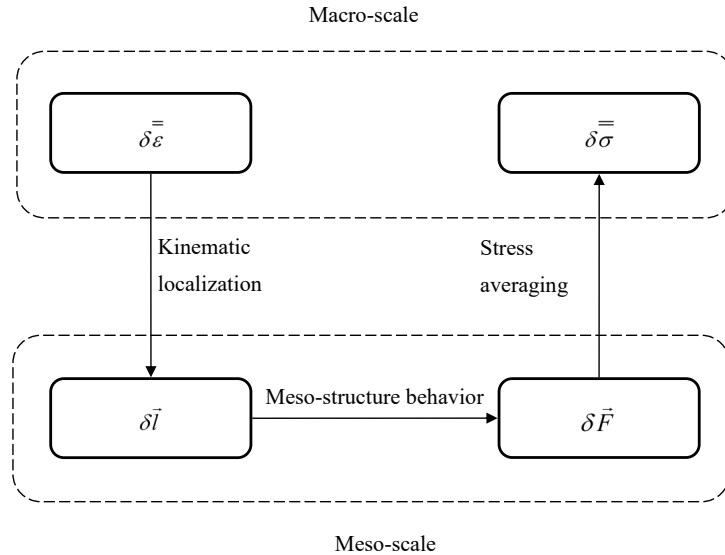 Macro-scale
δε̿ δσ̿
Kinematic
localization
Stress
averaging
Meso-structure behavior
δl⃗ δF⃗
Meso-scale